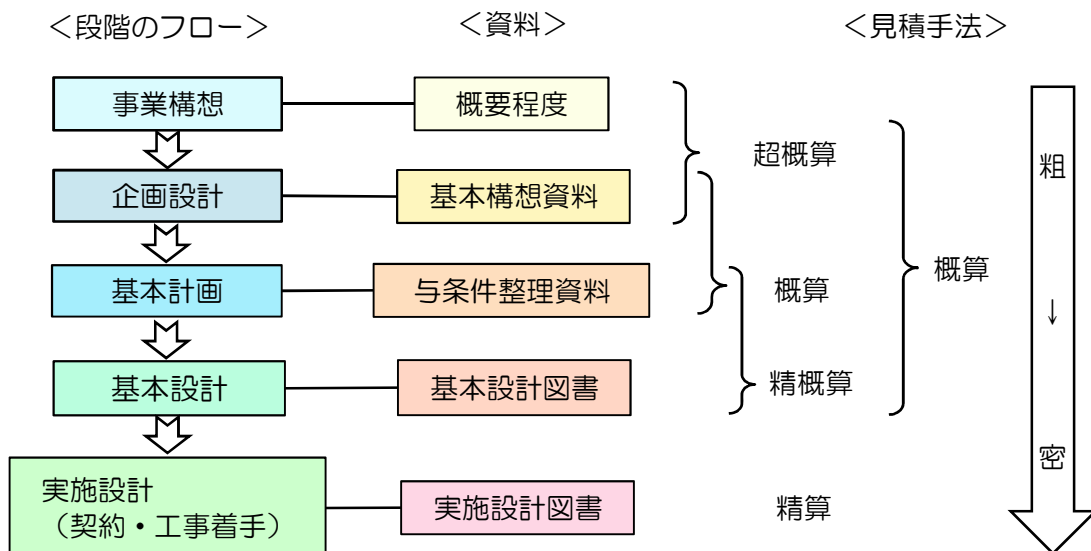 ＜段階のフロー＞
＜資料＞
＜見積手法＞
事業構想
概要程度
超概算
粗
企画設計
基本構想資料
基本計画
与条件整理資料
概算
概算
↓
基本設計
基本設計図書
精概算
密
実施設計
（契約・工事着手）
実施設計図書
精算